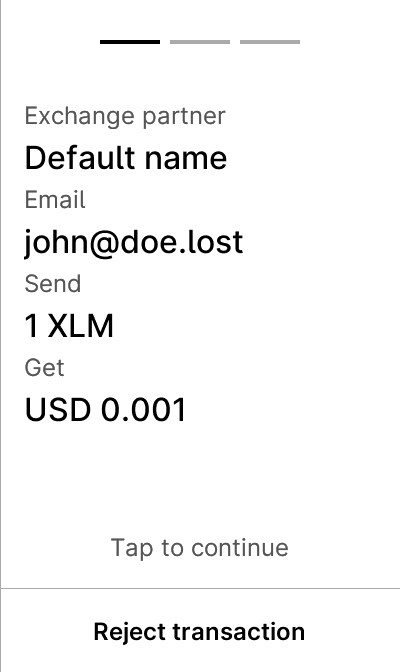 Exchange partner
Default name
Email
john@doe.lost
Send
1 XLM
Get
USD 0.001
Tap to continue
Reject transaction